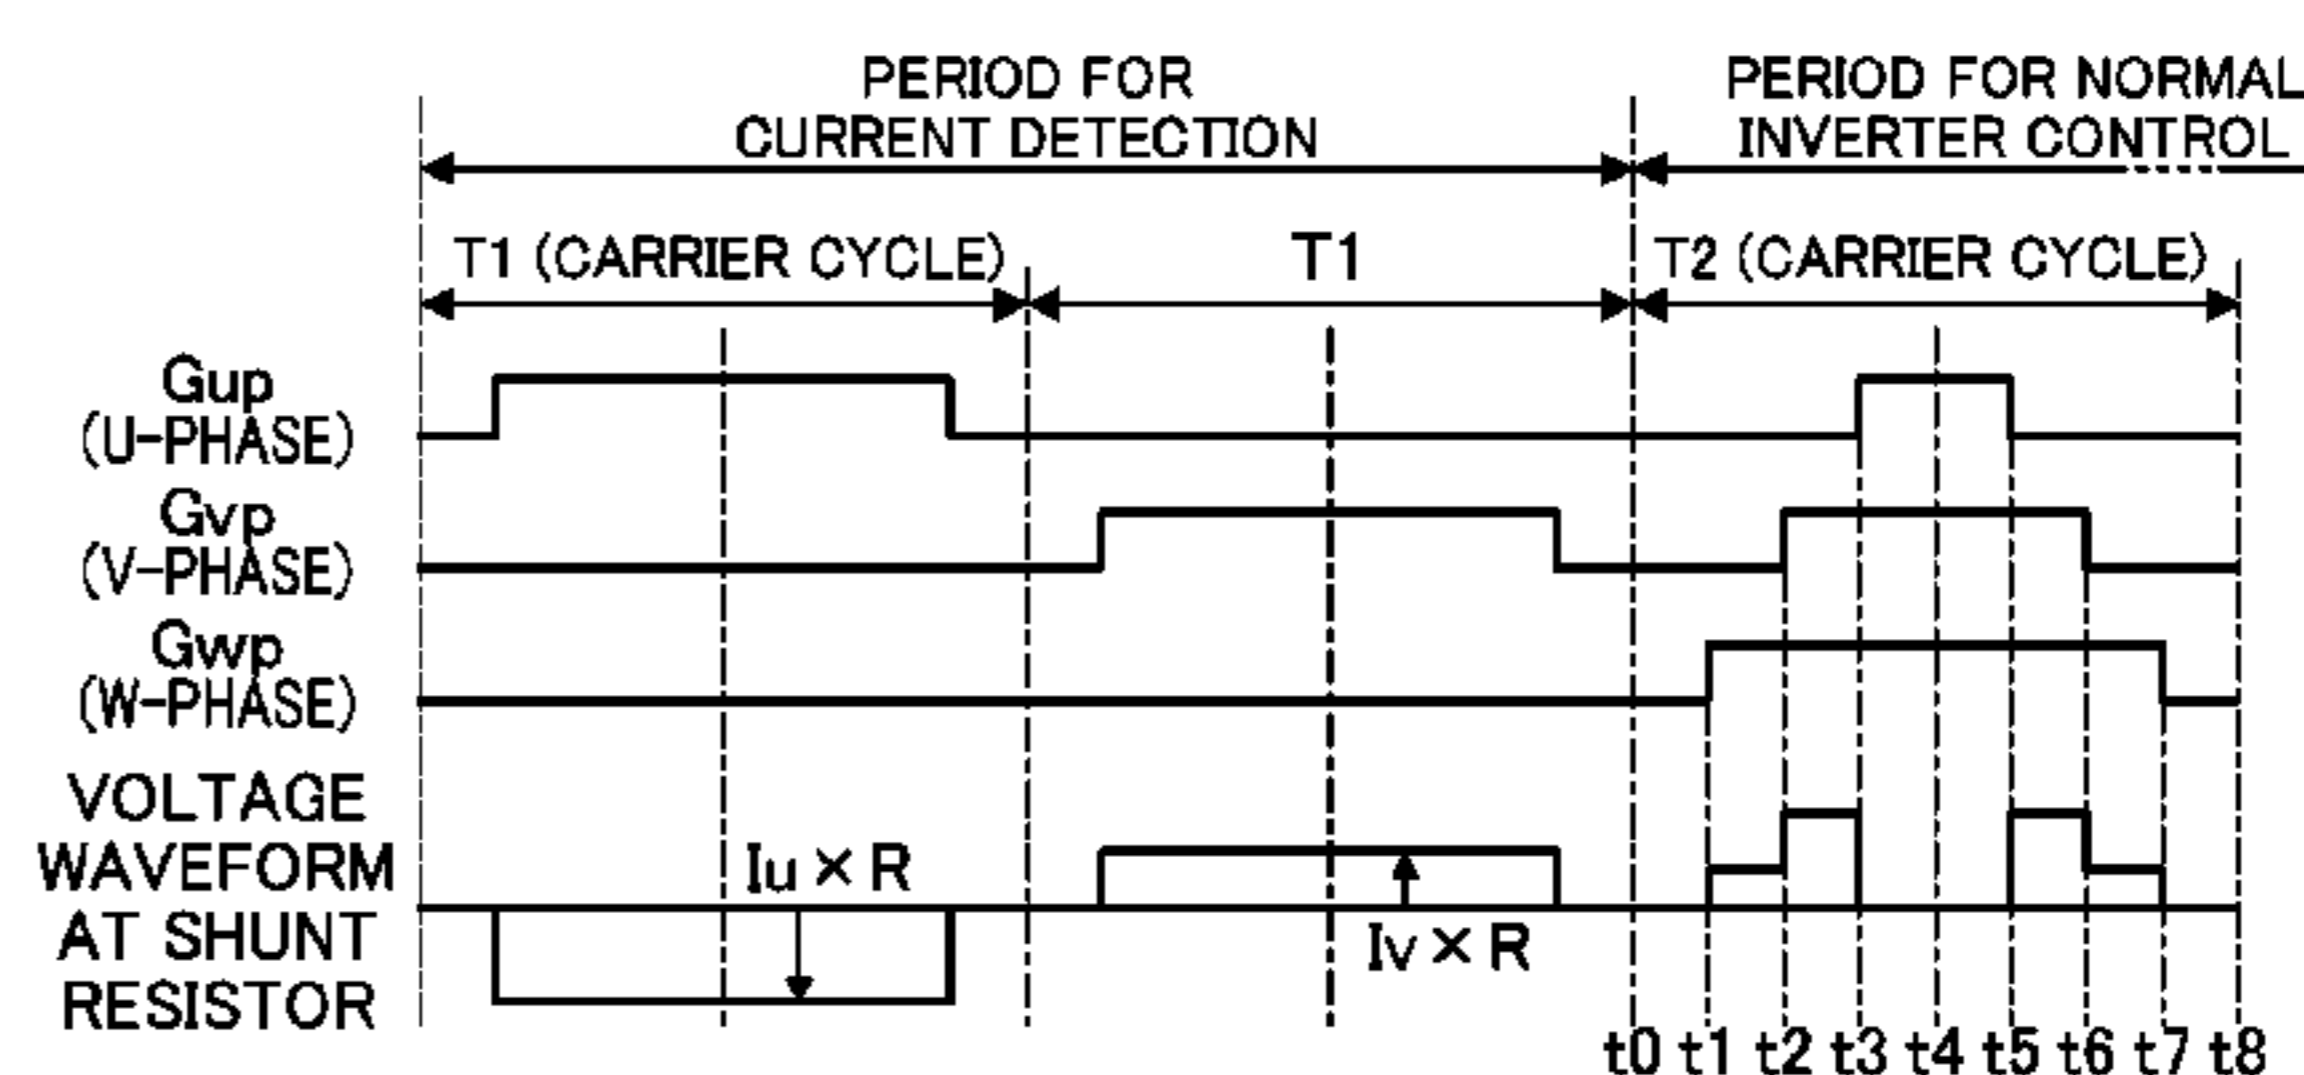 PERIOD FOR
CURRENT DETECTION
PERIOD FOR NORMAL
INVERTER CONTROL
T1 (CARRIER CYCLE)
T1
T2 (CARRIER CYCLE)
Gup
(U-PHASE)
Gvp
(V-PHASE)
Gwp
(W-PHASE)
VOLTAGE
WAVEFORM
AT SHUNT
RESISTOR
Iu × R
Iv × R
t0 t1 t2 t3 t4 t5 t6 t7 t8